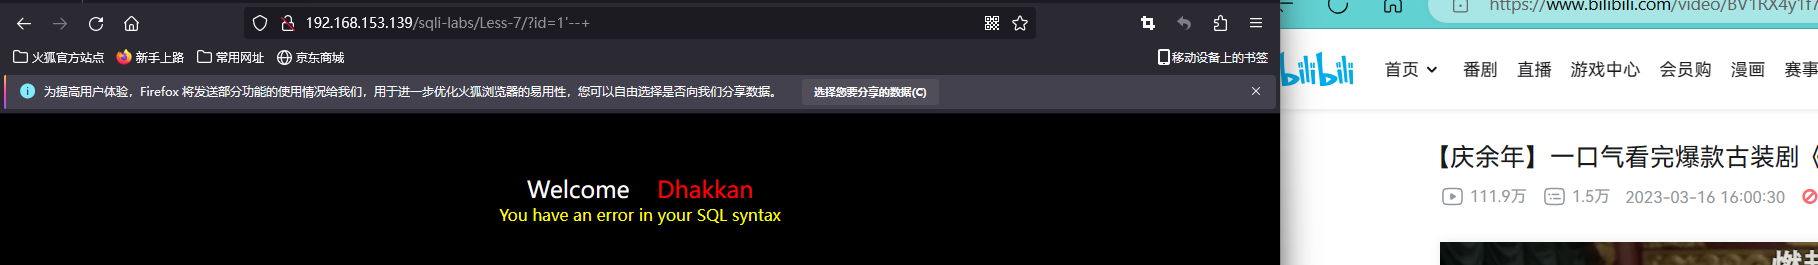 192.168.153.139/sqli-labs/Less-7/?id=1'--+
火狐官方站点 新手上路 常用网址 京东商城 移动设备上的书签
为提高用户体验，Firefox 将发送部分功能的使用情况给我们，用于进一步优化火狐浏览器的易用性，您可以自由选择是否向我们分享数据。 选择您要分享的数据(C)
Welcome Dhakkan
You have an error in your SQL syntax
https://www.bilibili.com/video/BV1RX4y1f7
bilibili 首页 番剧 直播 游戏中心 会员购 漫画 赛事
【庆余年】一口气看完爆款古装剧《
111.9万 1.5万 2023-03-16 16:00:30